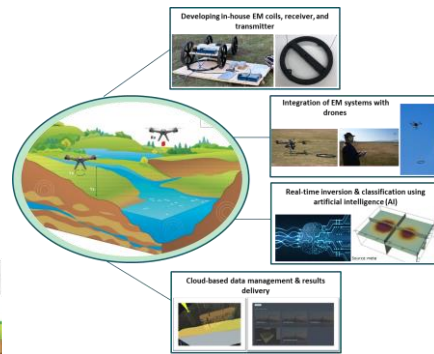 Developing in-house EM coils, receiver, and
transmitter
Integration of EM systems with
drones
Real-time inversion & classification using
artificial intelligence (AI)
Cloud-based data management & results
delivery